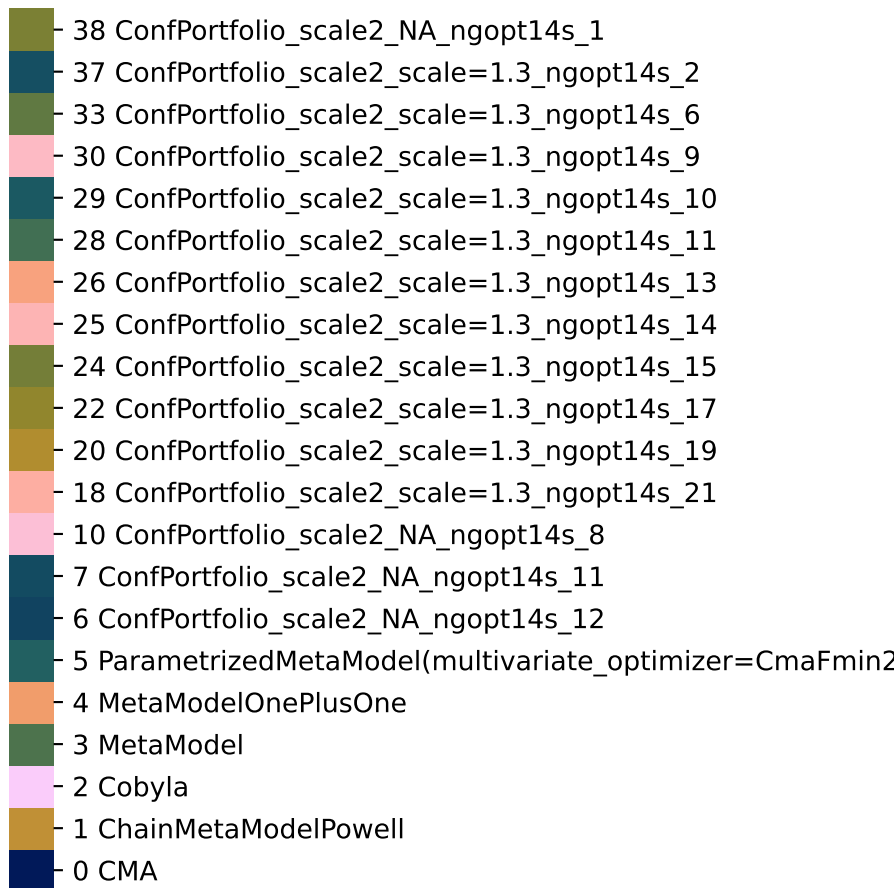 38 ConfPortfolio_scale2_NA_ngopt14s_1
37 ConfPortfolio_scale2_scale=1.3_ngopt14s_2
33 ConfPortfolio_scale2_scale=1.3_ngopt14s_6
30 ConfPortfolio_scale2_scale=1.3_ngopt14s_9
29 ConfPortfolio_scale2_scale=1.3_ngopt14s_10
28 ConfPortfolio_scale2_scale=1.3_ngopt14s_11
26 ConfPortfolio_scale2_scale=1.3_ngopt14s_13
25 ConfPortfolio_scale2_scale=1.3_ngopt14s_14
24 ConfPortfolio_scale2_scale=1.3_ngopt14s_15
22 ConfPortfolio_scale2_scale=1.3_ngopt14s_17
20 ConfPortfolio_scale2_scale=1.3_ngopt14s_19
18 ConfPortfolio_scale2_scale=1.3_ngopt14s_21
10 ConfPortfolio_scale2_NA_ngopt14s_8
7 ConfPortfolio_scale2_NA_ngopt14s_11
6 ConfPortfolio_scale2_NA_ngopt14s_12
5 ParametrizedMetaModel(multivariate_optimizer=CmaFmin2
4 MetaModelOnePlusOne
3 MetaModel
2 Cobyla
1 ChainMetaModelPowell
0 CMA